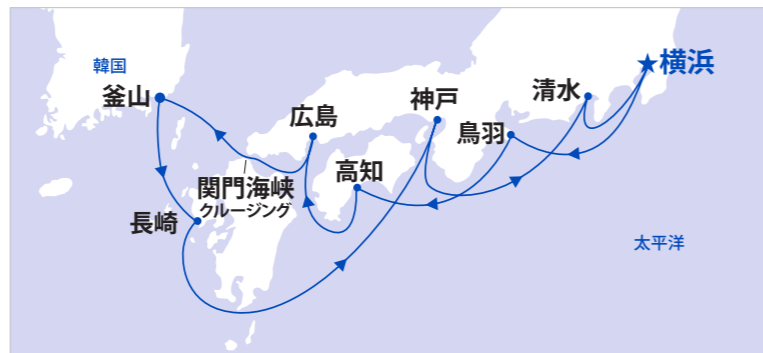 韓国
釜山
広島
神戸
清水
★横浜
鳥羽
高知
関門海峡
クルージング
長崎
太平洋